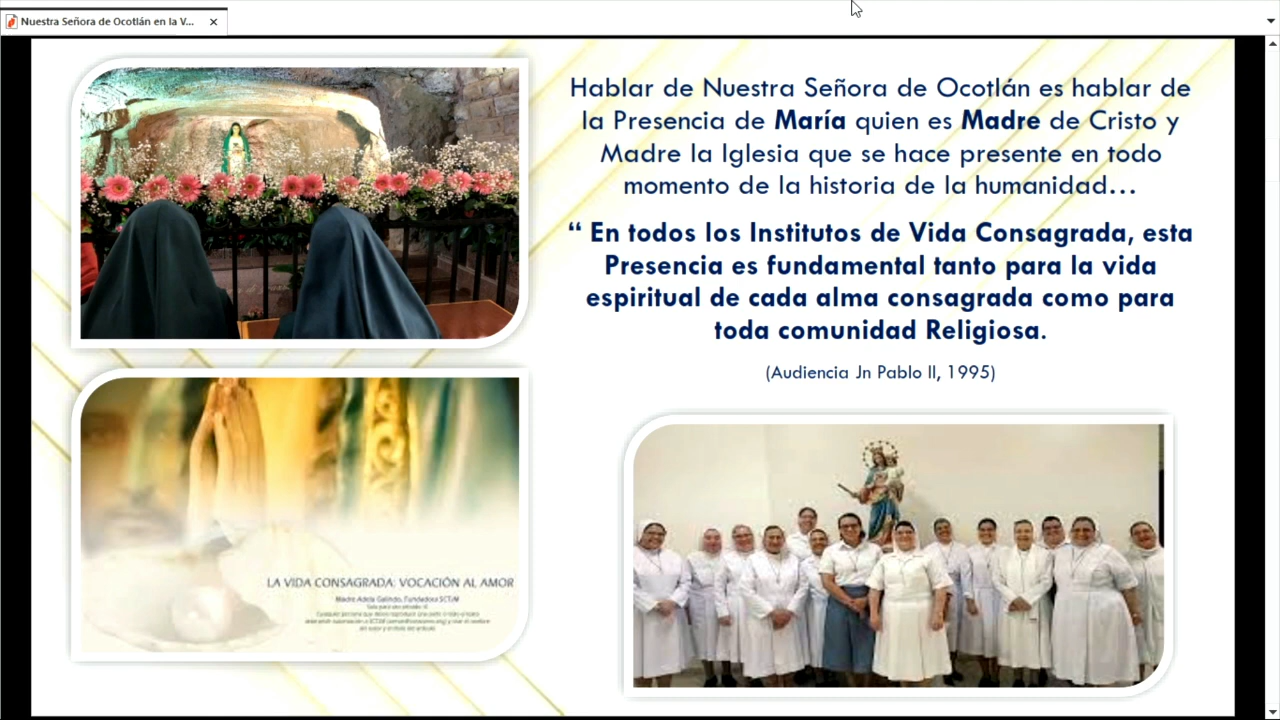 Nuestra Señora de Ocotlán en la V...
Hablar de Nuestra Señora de Ocotlán es hablar de
la Presencia de María quien es Madre de Cristo y
Madre la Iglesia que se hace presente en todo
momento de la historia de la humanidad...
“ En todos los Institutos de Vida Consagrada, esta
Presencia es fundamental tanto para la vida
espiritual de cada alma consagrada como para
toda comunidad Religiosa.
(Audiencia Jn Pablo II, 1995)
LA VIDA CONSAGRADA: VOCACIÓN AL AMOR
Madre Adela Galindo, Fundadora SCTJM